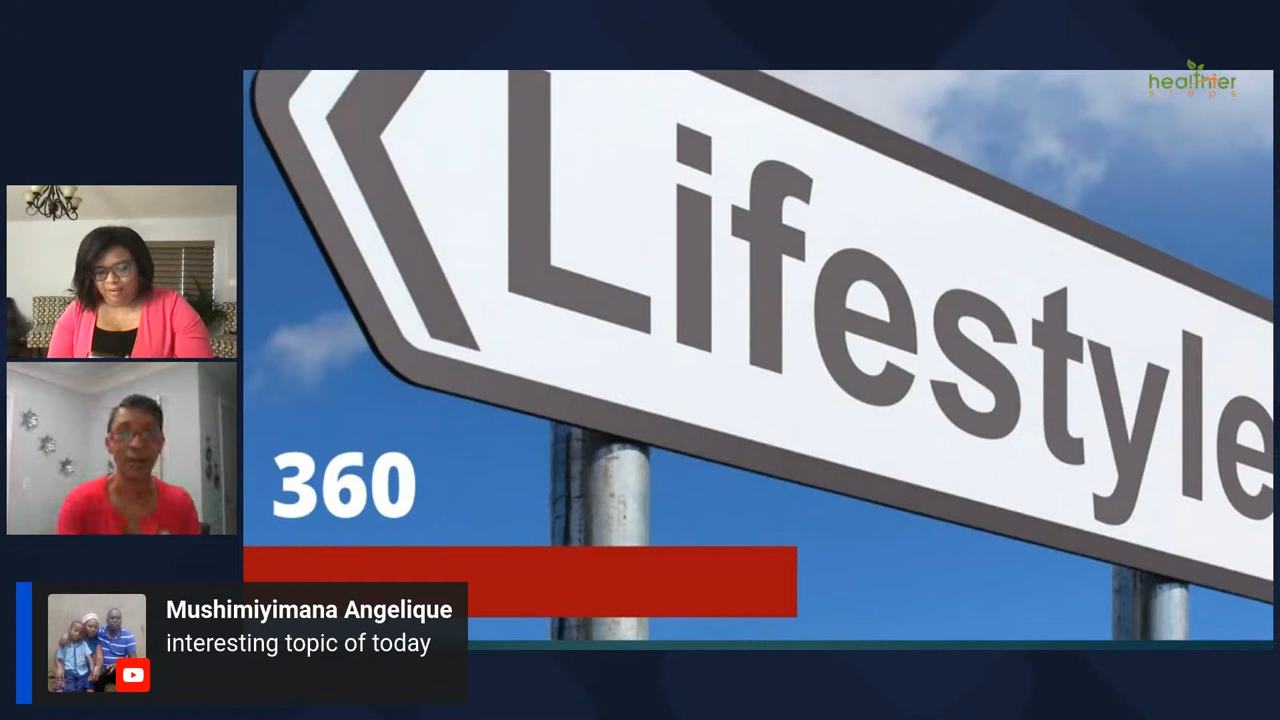 healthier
steps
Lifestyle
360
Mushimiyimana Angelique
interesting topic of today